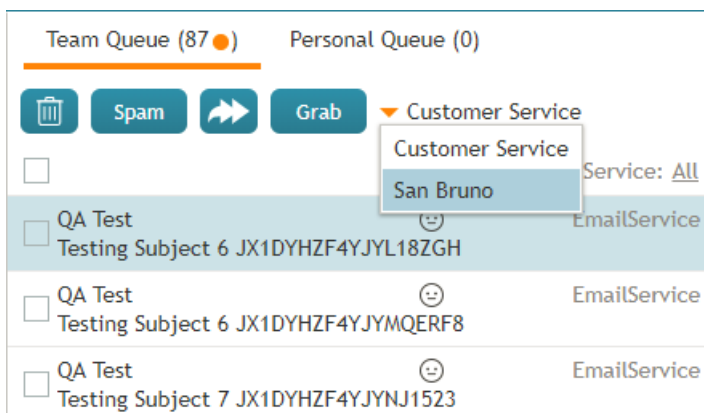 Team Queue (87) Personal Queue (0)
Spam Grab Customer Service
Customer Service
Service: All
San Bruno
QA Test EmailService
Testing Subject 6 JX1DYHZF4YJYL18ZGH
QA Test EmailService
Testing Subject 6 JX1DYHZF4YJYMQERF8
QA Test EmailService
Testing Subject 7 JX1DYHZF4YJYNJ1523